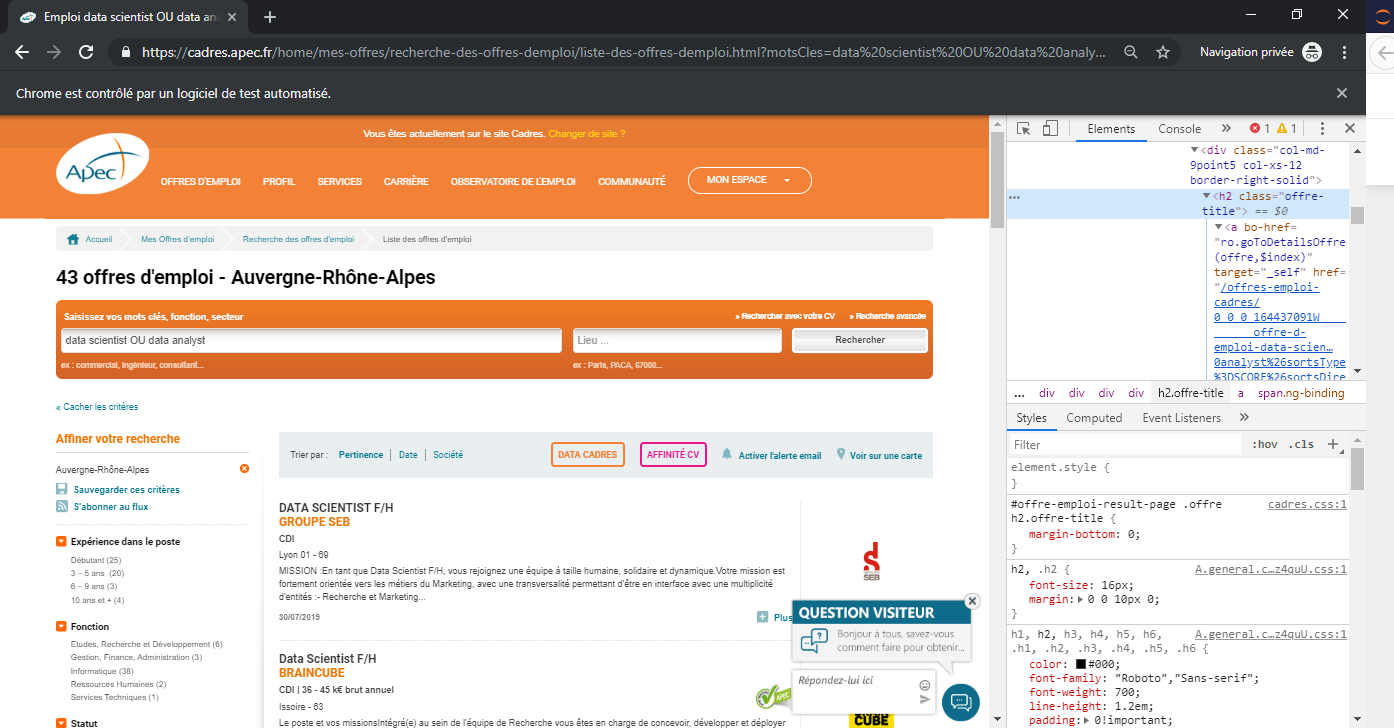 Emploi data scientist OU data an
https://cadres.apec.fr/home/mes-offres/recherche-des-offres-demploi/liste-des-offres-demploi.html?motsCles=data%20scientist%20OU%20data%20analy...
Navigation privée
Chrome est contrôlé par un logiciel de test automatisé.
Vous êtes actuellement sur le site Cadres. Changer de site ?
Apec
OFFRES D'EMPLOI PROFIL SERVICES CARRIÈRE OBSERVATOIRE DE L'EMPLOI COMMUNAUTÉ MON ESPACE
Accueil Mes Offres d'emploi Recherche des offres d'emploi Liste des offres d'emploi
43 offres d'emploi - Auvergne-Rhône-Alpes
Saisissez vos mots clés, fonction, secteur » Rechercher avec votre CV » Recherche avancée
data scientist OU data analyst Lieu ... Rechercher
ex : commercial, ingénieur, consultant... ex : Paris, PACA, 67000...
« Cacher les critères
Affiner votre recherche
Auvergne-Rhône-Alpes
Sauvegarder ces critères
S'abonner au flux
Expérience dans le poste
Débutant (25)
3 – 5 ans (20)
6 – 9 ans (3)
10 ans et + (4)
Fonction
Etudes, Recherche et Développement (6)
Gestion, Finance, Administration (3)
Informatique (38)
Ressources Humaines (2)
Services Techniques (1)
Statut
Trier par : Pertinence Date Société DATA CADRES AFFINITÉ CV Activer l'alerte email Voir sur une carte
DATA SCIENTIST F/H
GROUPE SEB
CDI
Lyon 01 - 69
MISSION :En tant que Data Scientist F/H, vous rejoignez une équipe à taille humaine, solidaire et dynamique.Votre mission est
fortement orientée vers les métiers du Marketing, avec une transversalité permettant d'être en interface avec une multiplicité
d'entités :- Recherche et Marketing...
30/07/2019 Plus
GROUPE
SEB
Data Scientist F/H
BRAINCUBE
CDI | 36 - 45 k€ brut annuel
Issoire - 63
Le poste et vos missionsIntégré(e) au sein de l'équipe de Recherche vous êtes en charge de concevoir, développer et déployer
APEC
CUBE
QUESTION VISITEUR
Bonjour à tous, savez-vous
comment faire pour obtenir...
Répondez-lui ici
Elements Console » 1 1
<div class="col-md-
9point5 col-xs-12
border-right-solid">
... <h2 class="offre-
title"> == $0
<a bo-href=
"ro.goToDetailsOffre
(offre,$index)"
target="_self" href=
"/offres-emploi-
cadres/
0_0_0_164437091W____
______offre-d-
emploi-data-scien…
0analyst%26sortsType
%3DSCORE%26sortsDire
... div div div div h2.offre-title a span.ng-binding
Styles Computed Event Listeners »
Filter :hov .cls +
element.style {
}
#offre-emploi-result-page .offre cadres.css:1
h2.offre-title {
margin-bottom: 0;
}
h2, .h2 { A.general.c…z4quU.css:1
font-size: 16px;
margin: 0 0 10px 0;
}
h1, h2, h3, h4, h5, h6, A.general.c…z4quU.css:1
.h1, .h2, .h3, .h4, .h5, .h6 {
color: #000;
font-family: "Roboto","Sans-serif";
font-weight: 700;
line-height: 1.2em;
padding: 0!important;